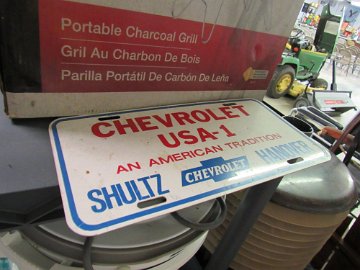 Portable Charcoal Grill
Gril Au Charbon De Bois
Parilla Portátil De Carbón De Leña
CHEVROLET
USA-1
AN AMERICAN TRADITION
SHULTZ CHEVROLET HANDLEY